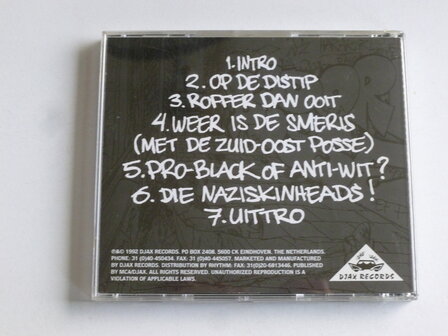 1. INTRO
2. OP DE DISTIP
3. ROFFER DAN OOIT
4. WEER IS DE SMERIS
(MET DE ZUID-OOST POSSE)
5. PRO-BLACK OF ANTI-WIT?
6. DIE NAZISKINHEADS!
7. UITTRO
℗&© 1992 DJAX RECORDS. PO BOX 2408. 5600 CK EINDHOVEN. THE NETHERLANDS.
PHONE: 31 (0)40-450434. FAX: 31 (0)40-445057. MARKETED AND MANUFACTURED
BY DJAX RECORDS. DISTRIBUTION BY RHYTHM: FAX: 31(0)20-6813446. PUBLISHED
BY MCA/DJAX. ALL RIGHTS RESERVED. UNAUTHORIZED REPRODUCTION IS A
VIOLATION OF APPLICABLE LAWS.
DJAX RECORDS